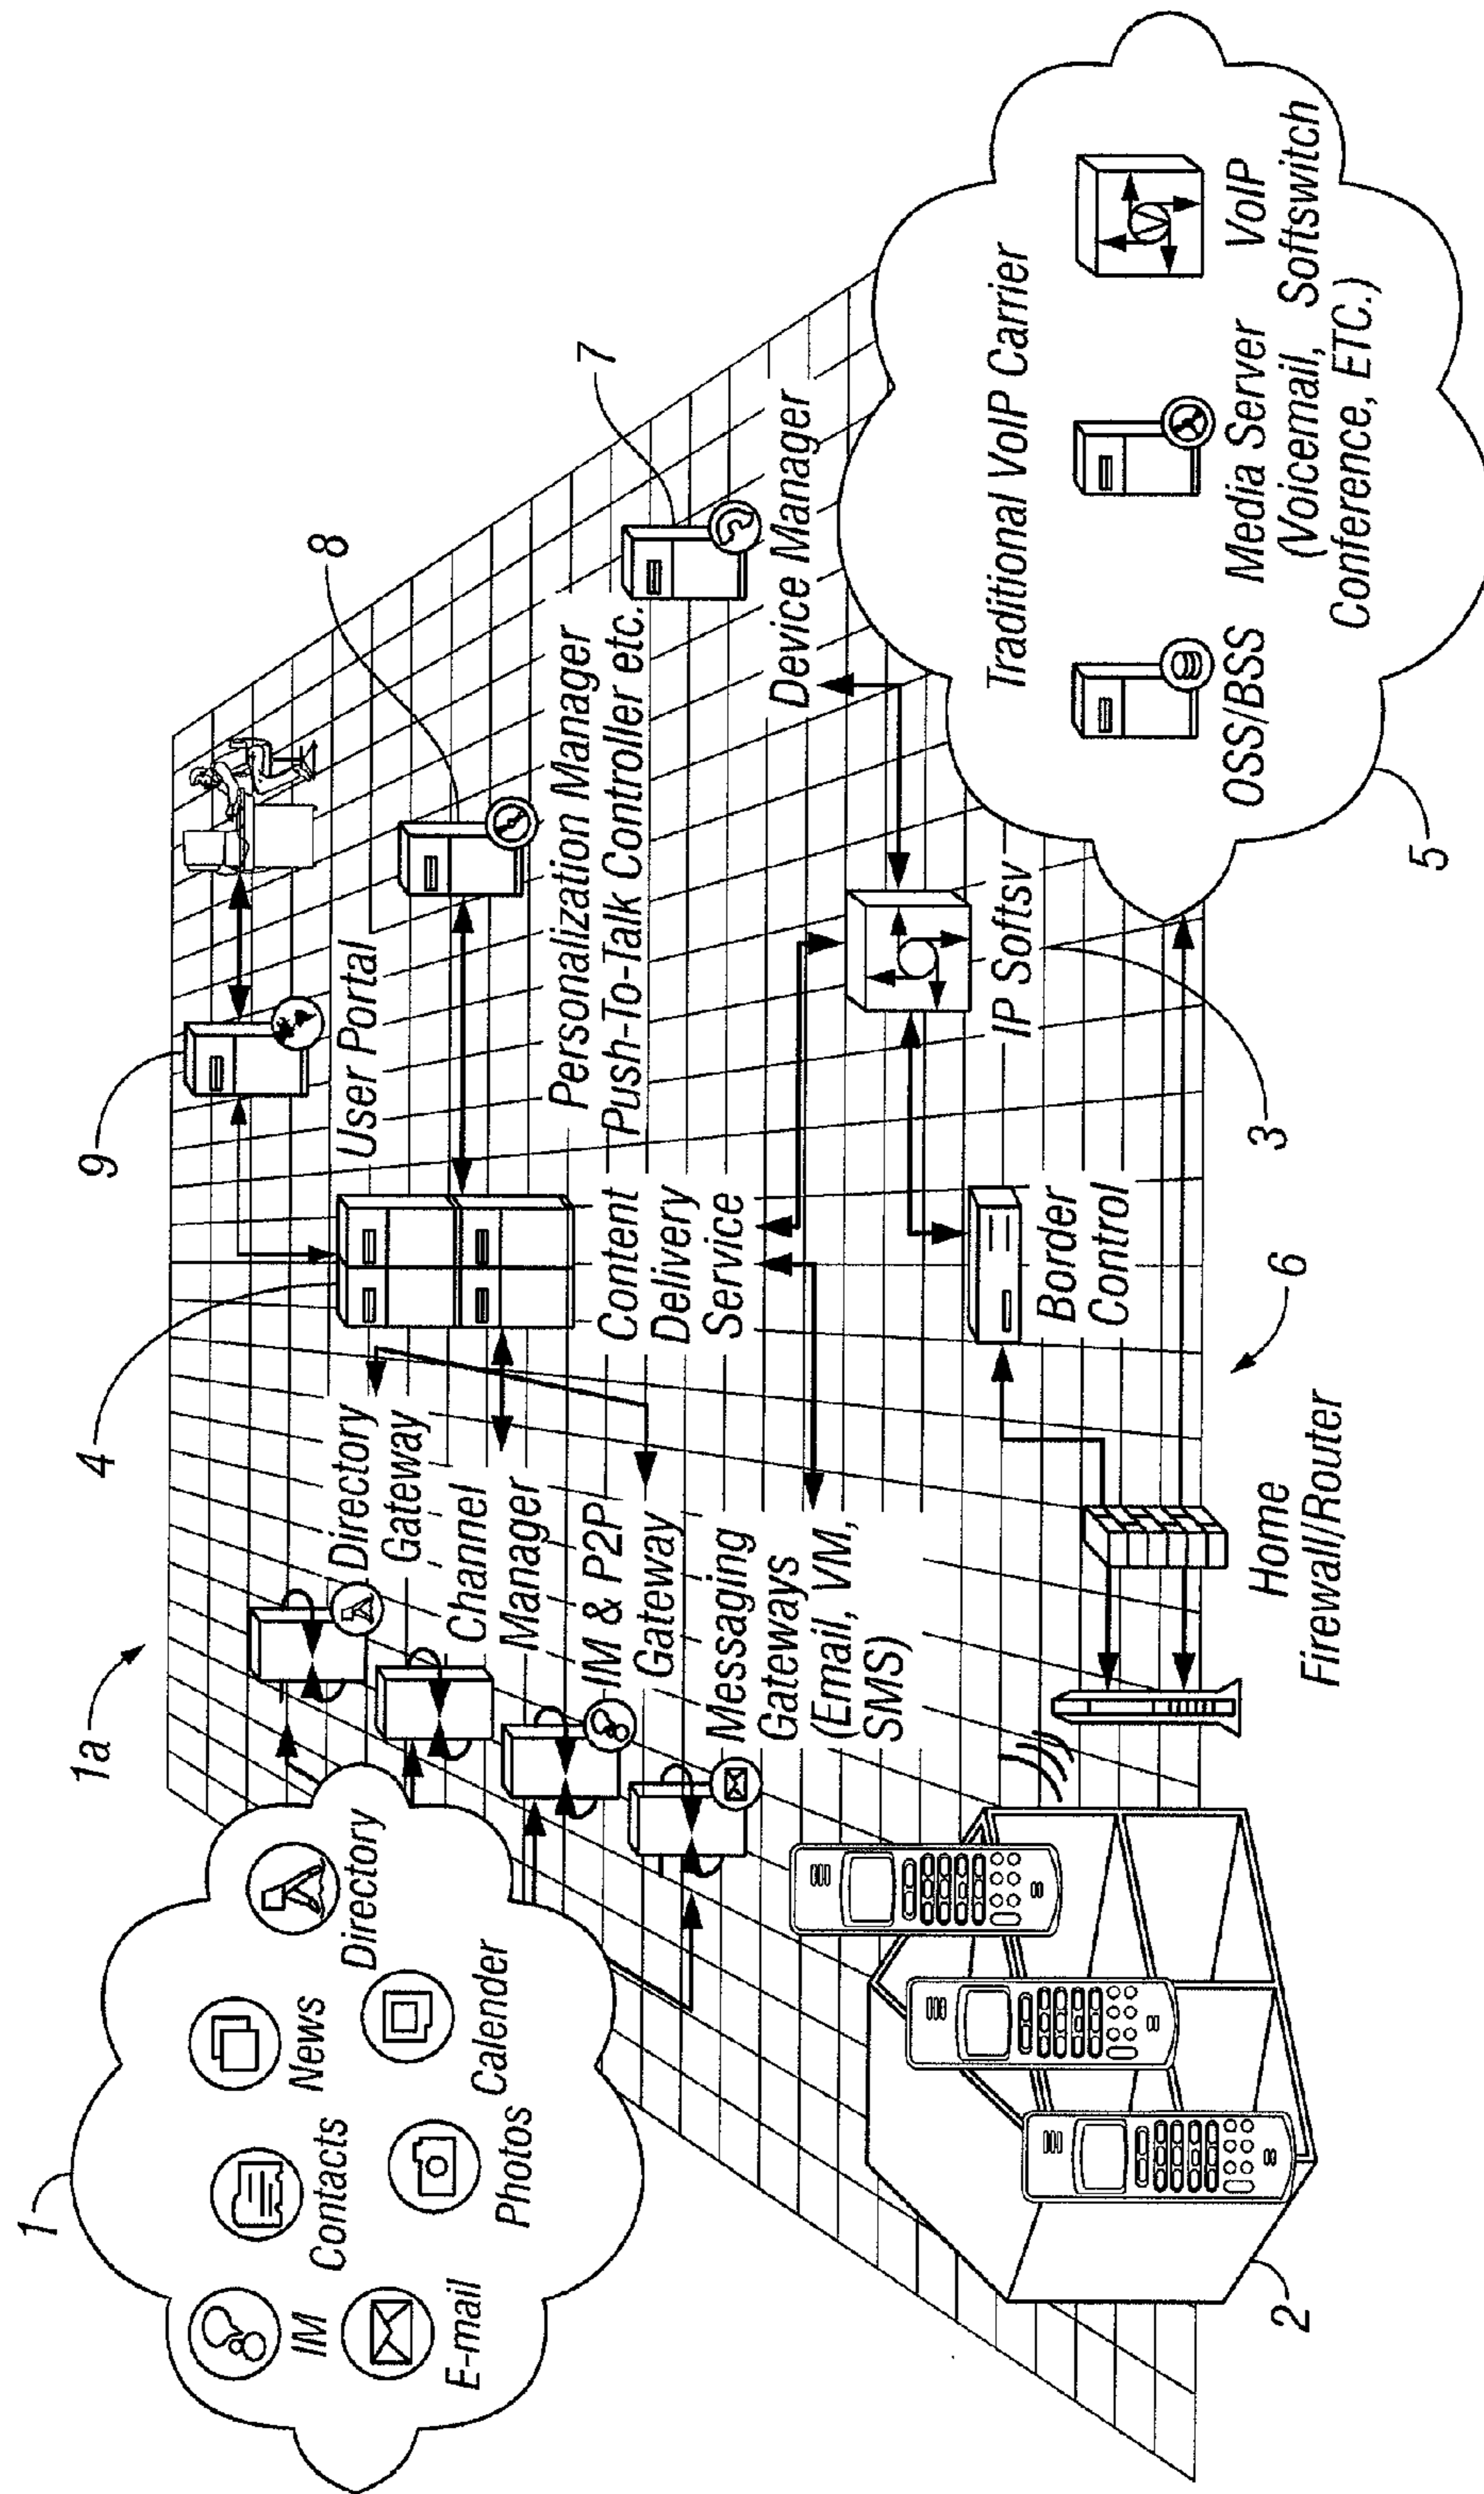 1
IM
E-mail
Contacts
Photos
News
Calender
Directory
1a
Directory
Gateway
Channel
Manager
IM & P2P
Gateway
Messaging
Gateways
(Email, VM,
SMS)
4
9
User Portal
8
Content
Delivery
Service
Personalization Manager
Push-To-Talk Controller etc.
7
Device Manager
IP Softsv
3
Border
Control
6
Home
Firewall/Router
2
Traditional VoIP Carrier
OSS/BSS
Media Server
(Voicemail,
Conference, ETC.)
VoIP
Softswitch
5